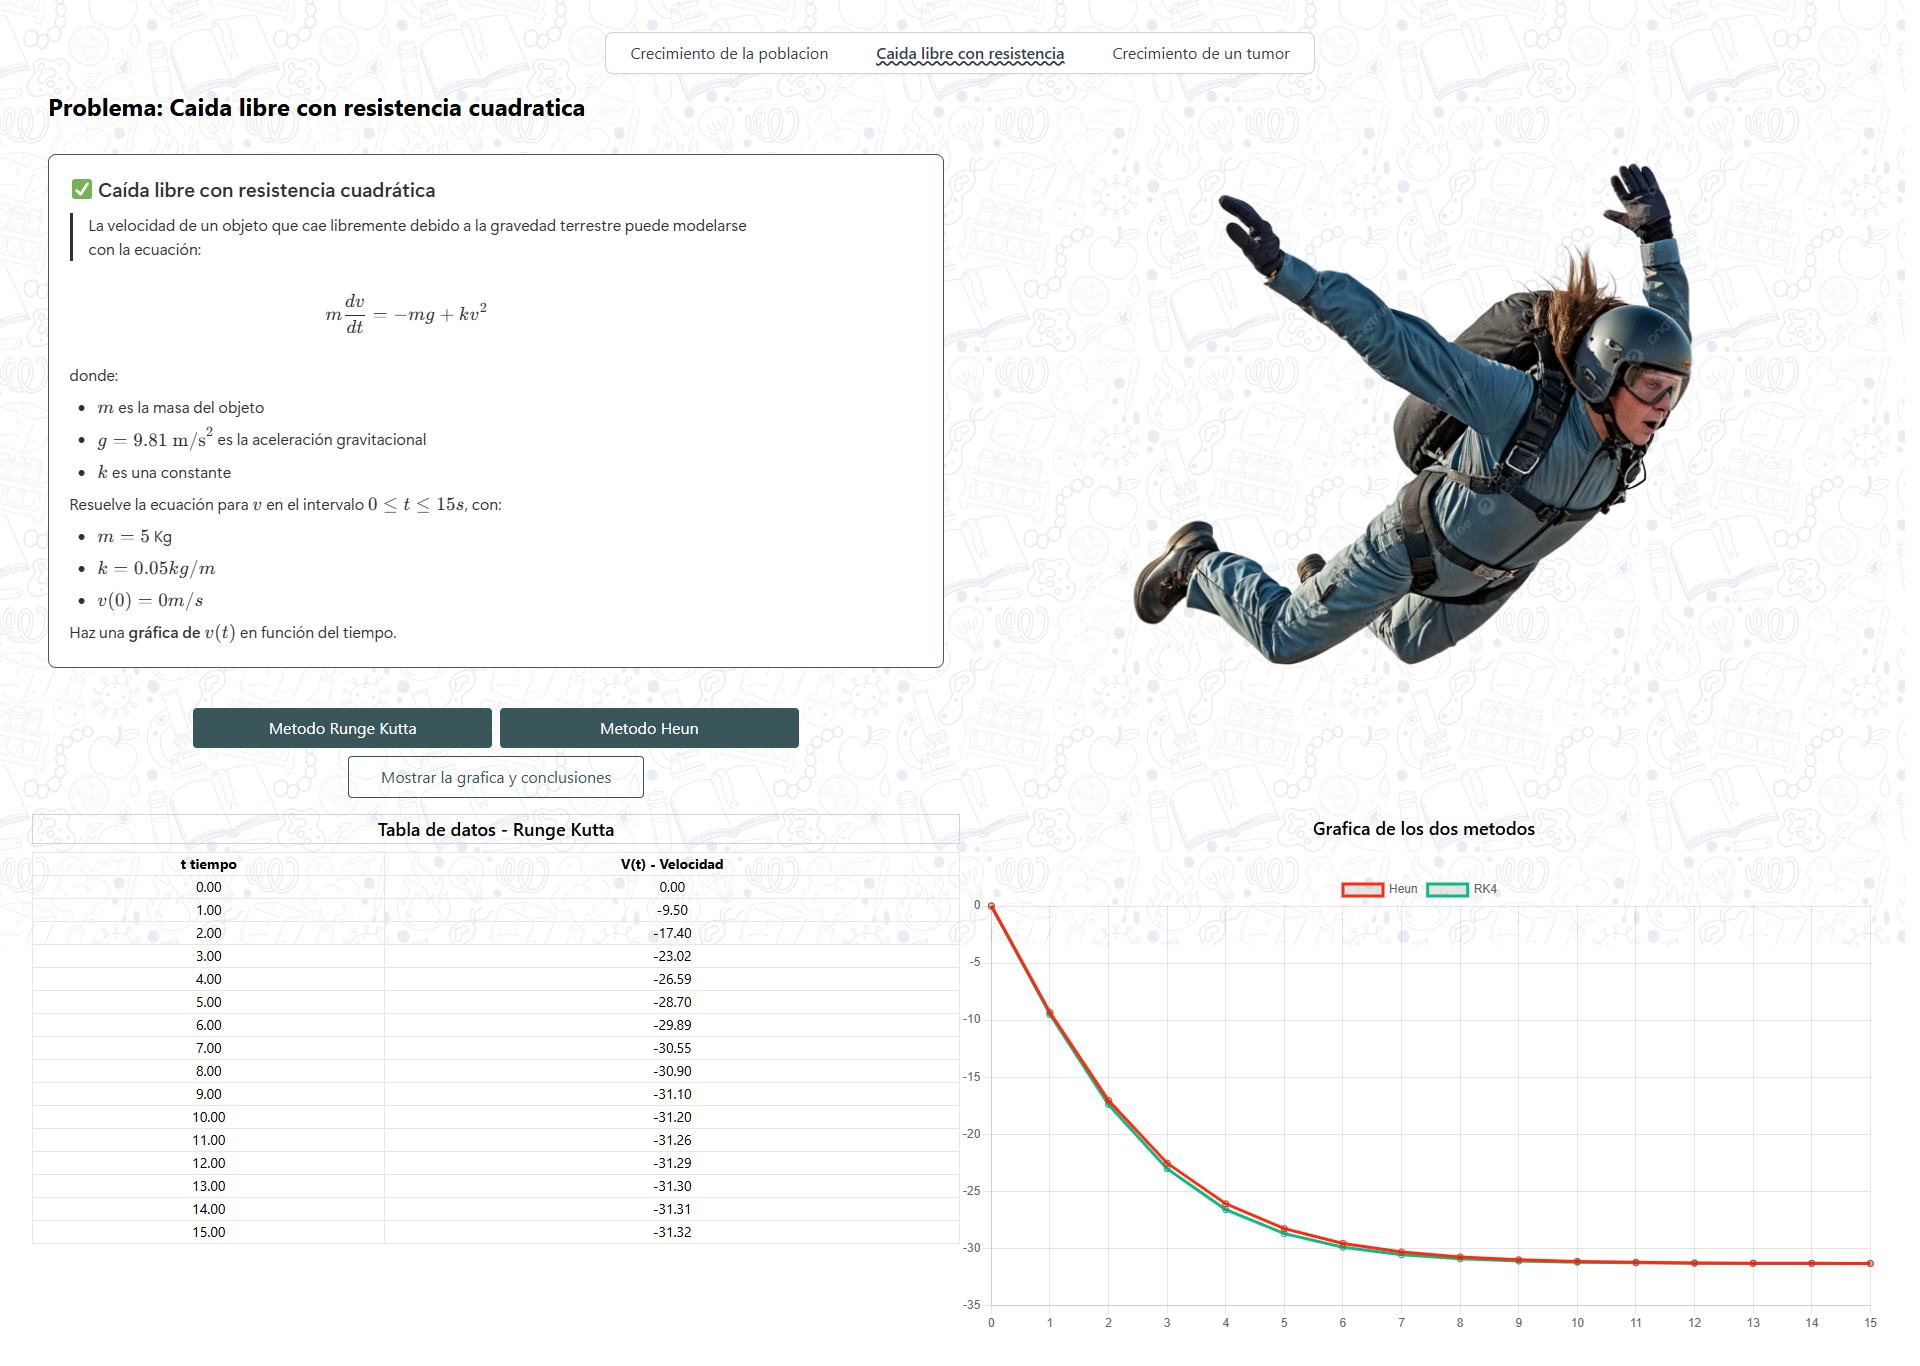 Crecimiento de la poblacion Caida libre con resistencia Crecimiento de un tumor
Problema: Caida libre con resistencia cuadratica
✅ Caída libre con resistencia cuadrática
La velocidad de un objeto que cae libremente debido a la gravedad terrestre puede modelarse
con la ecuación:
m dv/dt = −mg + kv²
donde:
• m es la masa del objeto
• g = 9.81 m/s² es la aceleración gravitacional
• k es una constante
Resuelve la ecuación para v en el intervalo 0 ≤ t ≤ 15s, con:
• m = 5 Kg
• k = 0.05kg/m
• v(0) = 0m/s
Haz una gráfica de v(t) en función del tiempo.
Metodo Runge Kutta Metodo Heun
Mostrar la grafica y conclusiones
Tabla de datos - Runge Kutta
t tiempo V(t) - Velocidad
0.00 0.00
1.00 -9.50
2.00 -17.40
3.00 -23.02
4.00 -26.59
5.00 -28.70
6.00 -29.89
7.00 -30.55
8.00 -30.90
9.00 -31.10
10.00 -31.20
11.00 -31.26
12.00 -31.29
13.00 -31.30
14.00 -31.31
15.00 -31.32
Grafica de los dos metodos
Heun RK4
0
-5
-10
-15
-20
-25
-30
-35
0 1 2 3 4 5 6 7 8 9 10 11 12 13 14 15